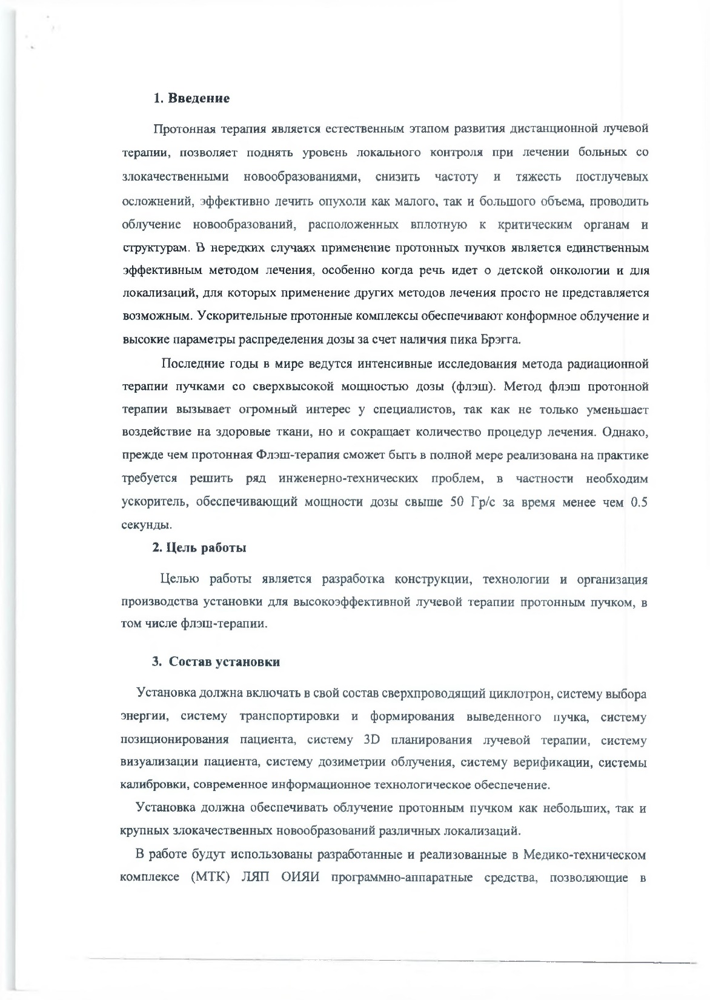 1. Введение
Протонная терапия является естественным этапом развития дистанционной лучевой
терапии, позволяет поднять уровень локального контроля при лечении больных со
злокачественными новообразованиями, снизить частоту и тяжесть постлучевых
осложнений, эффективно лечить опухоли как малого, так и большого объема, проводить
облучение новообразований, расположенных вплотную к критическим органам и
структурам. В нередких случаях применение протонных пучков является единственным
эффективным методом лечения, особенно когда речь идет о детской онкологии и для
локализаций, для которых применение других методов лечения просто не представляется
возможным. Ускорительные протонные комплексы обеспечивают конформное облучение и
высокие параметры распределения дозы за счет наличия пика Брэгга.
Последние годы в мире ведутся интенсивные исследования метода радиационной
терапии пучками со сверхвысокой мощностью дозы (флэш). Метод флэш протонной
терапии вызывает огромный интерес у специалистов, так как не только уменьшает
воздействие на здоровые ткани, но и сокращает количество процедур лечения. Однако,
прежде чем протонная Флэш-терапия сможет быть в полной мере реализована на практике
требуется решить ряд инженерно-технических проблем, в частности необходим
ускоритель, обеспечивающий мощности дозы свыше 50 Гр/с за время менее чем 0.5
секунды.
2. Цель работы
Целью работы является разработка конструкции, технологии и организация
производства установки для высокоэффективной лучевой терапии протонным пучком, в
том числе флэш-терапии.
3. Состав установки
Установка должна включать в свой состав сверхпроводящий циклотрон, систему выбора
энергии, систему транспортировки и формирования выведенного пучка, систему
позиционирования пациента, систему 3D планирования лучевой терапии, систему
визуализации пациента, систему дозиметрии облучения, систему верификации, системы
калибровки, современное информационное технологическое обеспечение.
Установка должна обеспечивать облучение протонным пучком как небольших, так и
крупных злокачественных новообразований различных локализаций.
В работе будут использованы разработанные и реализованные в Медико-техническом
комплексе (МТК) ЛЯП ОИЯИ программно-аппаратные средства, позволяющие в